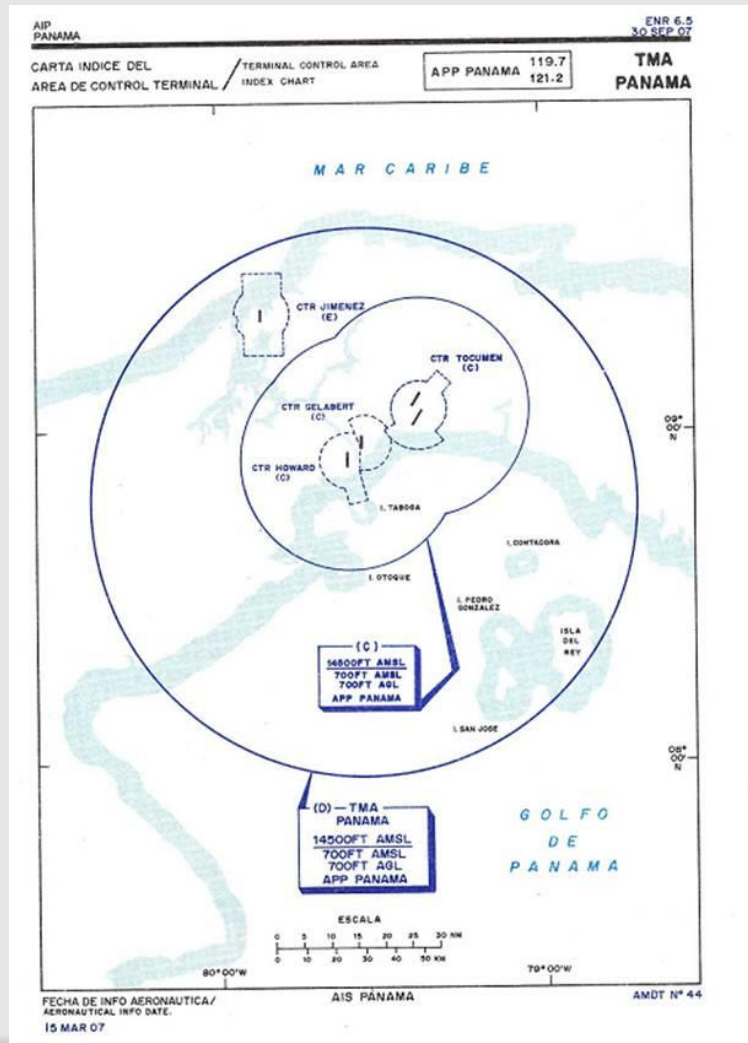 AIP
PANAMA
ENR 6.5
30 SEP 07
CARTA INDICE DEL
AREA DE CONTROL TERMINAL
/
TERMINAL CONTROL AREA
INDEX CHART
APP PANAMA
119.7
121-2
TMA
PANAMA
MAR CARIBE
CTR JIMENEZ
(E)
CTR TOCUMEN
(C)
CTR GELABERT
(C)
CTR HOWARD
(C)
09°
00'
N
I. TABOGA
I. CONTADORA
I. OTOQUE
I. PEDRO
GONZALEZ
ISLA
DEL
REY
(C)
14500FT AMSL
700FT AMSL
700FT AGL
APP PANAMA
I. SAN JOSE
08°
00'
N
(D) — TMA
PANAMA
14500FT AMSL
700FT AMSL
700FT AGL
APP PANAMA
GOLFO
DE
PANAMA
ESCALA
0 5 10 15 20 25 30 NM
0 10 20 30 40 50 KM
80°00'W
79°00'W
FECHA DE INFO AERONAUTICA/
AERONAUTICAL INFO DATE.
15 MAR 07
AIS PANAMA
AMDT N° 44